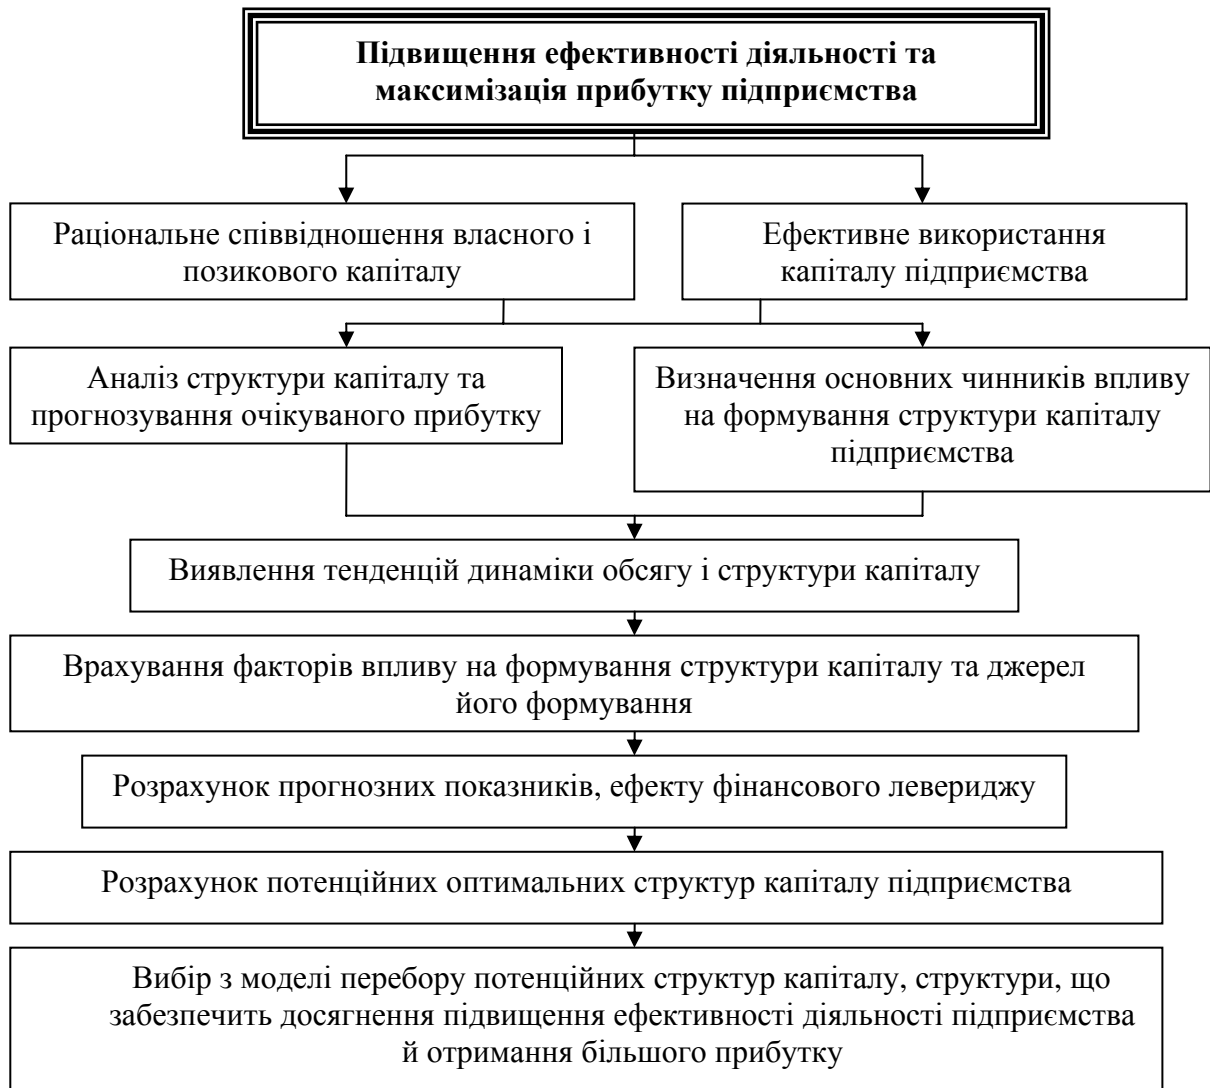 Підвищення ефективності діяльності та
максимізація прибутку підприємства
Раціональне співвідношення власного і
позикового капіталу
Ефективне використання
капіталу підприємства
Аналіз структури капіталу та
прогнозування очікуваного прибутку
Визначення основних чинників впливу
на формування структури капіталу
підприємства
Виявлення тенденцій динаміки обсягу і структури капіталу
Врахування факторів впливу на формування структури капіталу та джерел
його формування
Розрахунок прогнозних показників, ефекту фінансового левериджу
Розрахунок потенційних оптимальних структур капіталу підприємства
Вибір з моделі перебору потенційних структур капіталу, структури, що
забезпечить досягнення підвищення ефективності діяльності підприємства
й отримання більшого прибутку